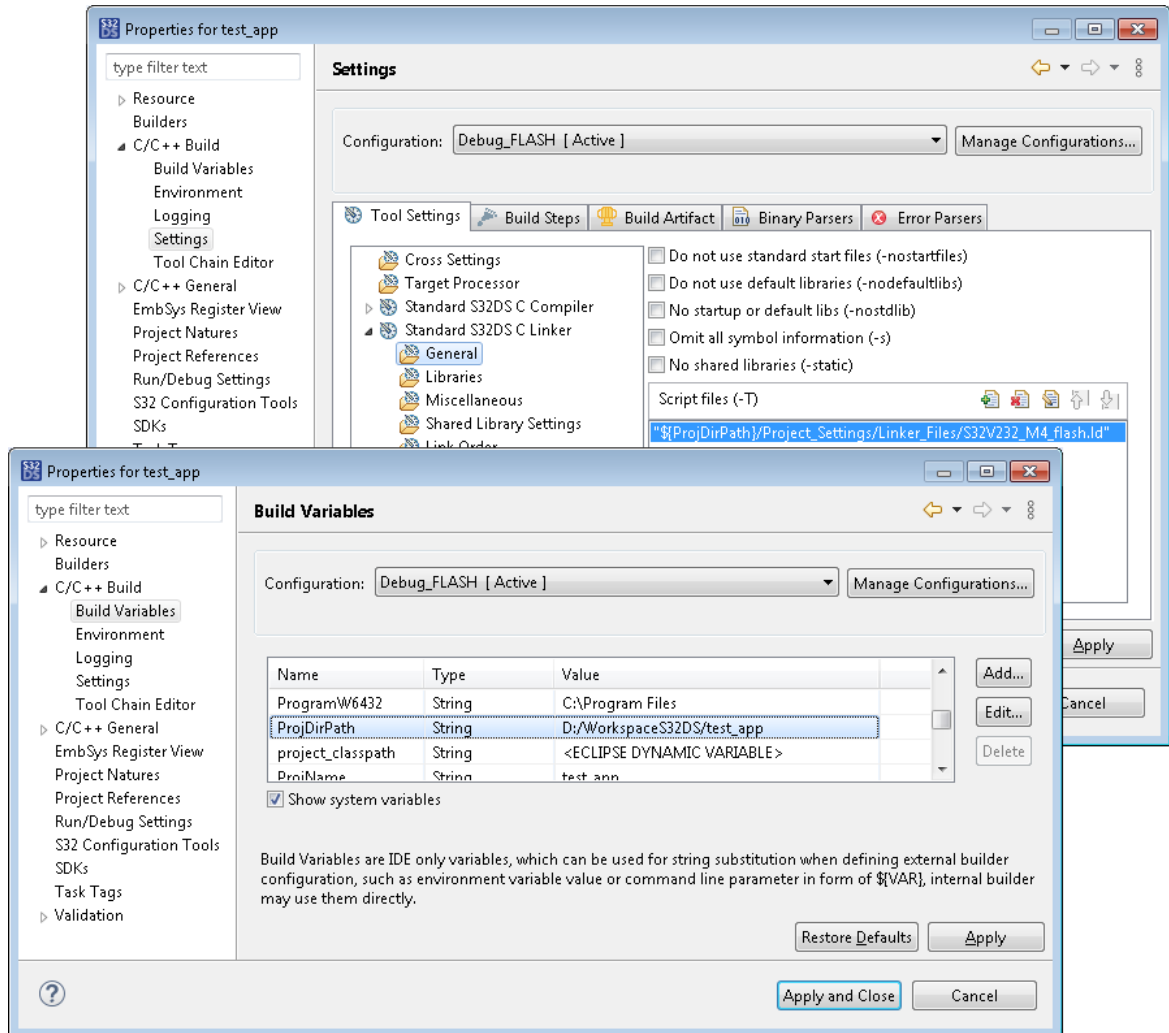 Properties for test_app
type filter text
Resource
Builders
C/C++ Build
Build Variables
Environment
Logging
Settings
Tool Chain Editor
C/C++ General
EmbSys Register View
Project Natures
Project References
Run/Debug Settings
S32 Configuration Tools
SDKs
Settings
Configuration: Debug_FLASH [ Active ] Manage Configurations...
Tool Settings Build Steps Build Artifact Binary Parsers Error Parsers
Cross Settings
Target Processor
Standard S32DS C Compiler
Standard S32DS C Linker
General
Libraries
Miscellaneous
Shared Library Settings
Link Order
Do not use standard start files (-nostartfiles)
Do not use default libraries (-nodefaultlibs)
No startup or default libs (-nostdlib)
Omit all symbol information (-s)
No shared libraries (-static)
Script files (-T)
"${ProjDirPath}/Project_Settings/Linker_Files/S32V232_M4_flash.ld"
Apply
Cancel
Properties for test_app
type filter text
Resource
Builders
C/C++ Build
Build Variables
Environment
Logging
Settings
Tool Chain Editor
C/C++ General
EmbSys Register View
Project Natures
Project References
Run/Debug Settings
S32 Configuration Tools
SDKs
Task Tags
Validation
Build Variables
Configuration: Debug_FLASH [ Active ] Manage Configurations...
Name Type Value
ProgramW6432 String C:\Program Files
ProjDirPath String D:/WorkspaceS32DS/test_app
project_classpath String <ECLIPSE DYNAMIC VARIABLE>
ProjName String test_app
Add...
Edit...
Delete
Show system variables
Build Variables are IDE only variables, which can be used for string substitution when defining external builder
configuration, such as environment variable value or command line parameter in form of ${VAR}, internal builder
may use them directly.
Restore Defaults Apply
Apply and Close Cancel